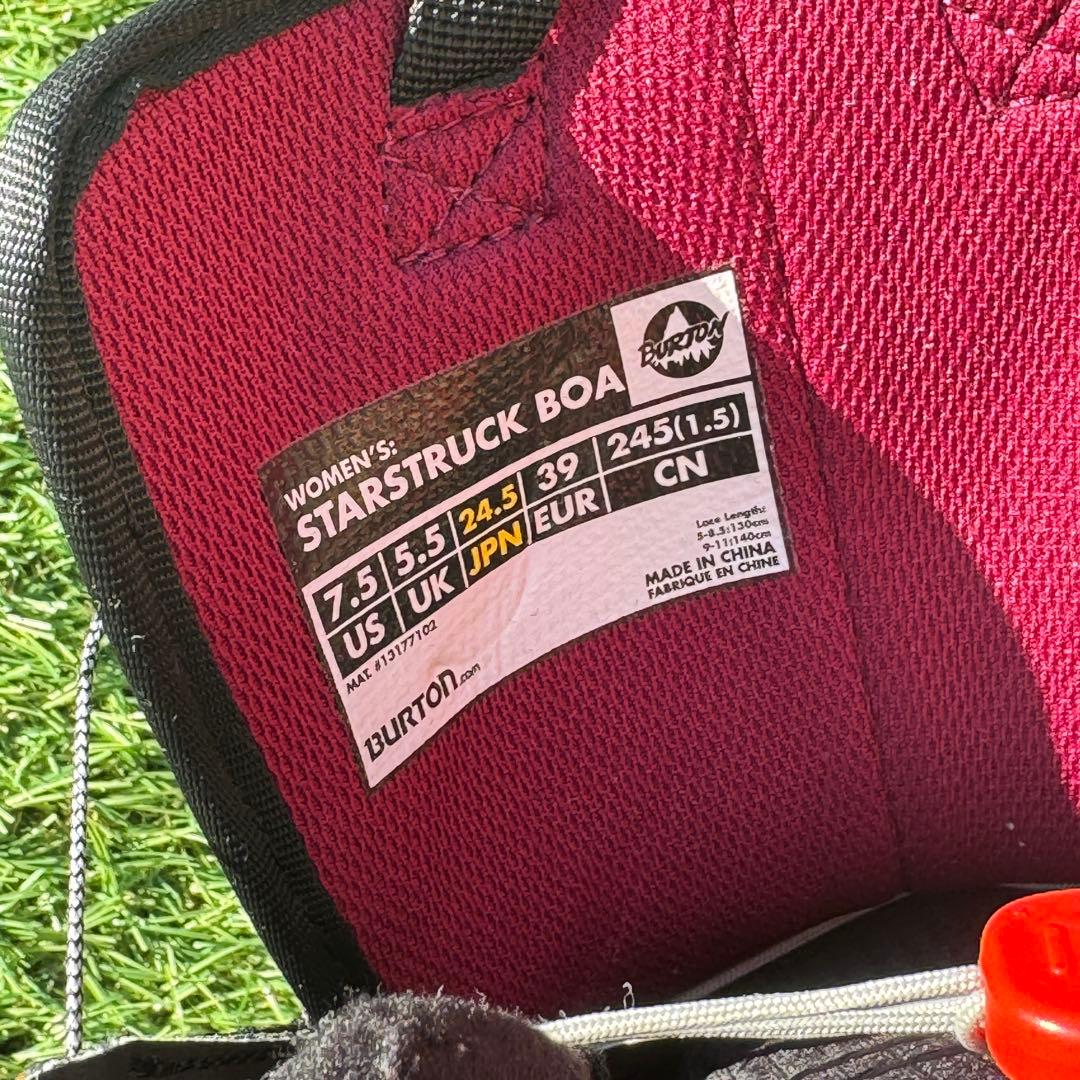 BURTON
WOMEN'S:
STARSTRUCK BOA
7.5 5.5 24.5 39 245(1.5)
US UK JPN EUR CN
Lace Length:
5-8.5:130cm
9-11:140cm
MAT. #13177102
MADE IN CHINA
FABRIQUE EN CHINE
BURTON.com